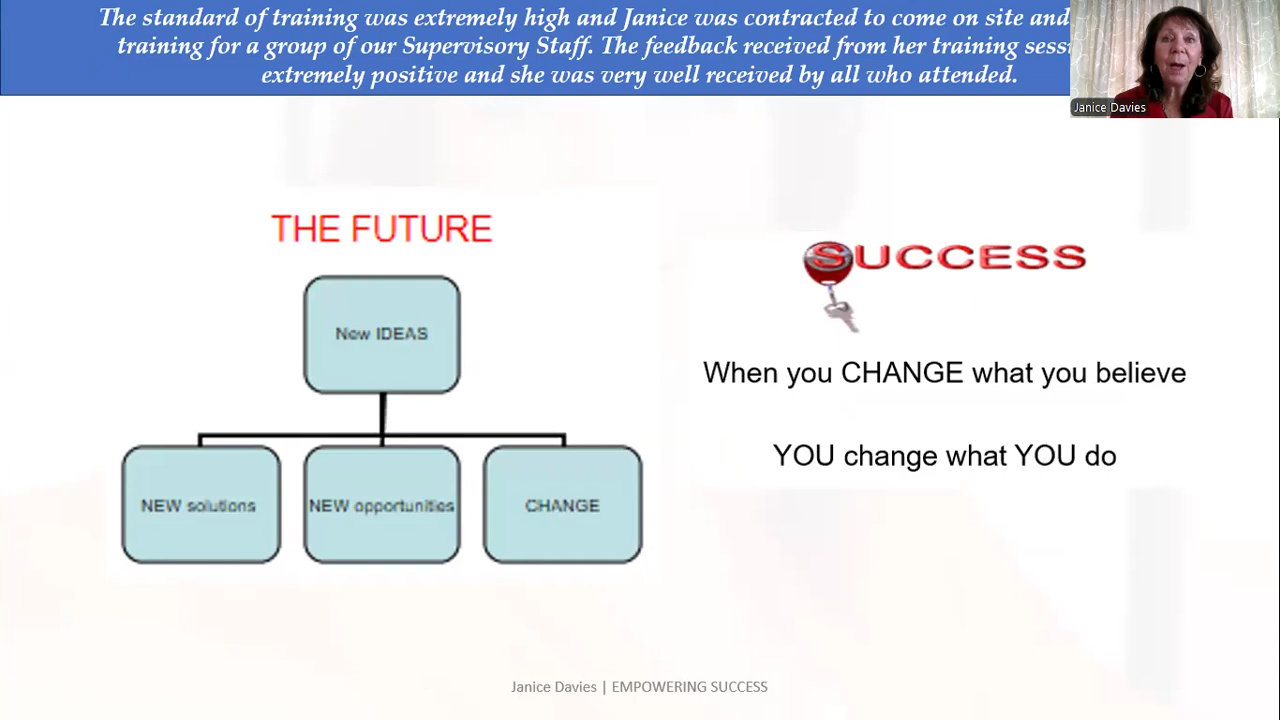 The standard of training was extremely high and Janice was contracted to come on site and
training for a group of our Supervisory Staff. The feedback received from her training sess
extremely positive and she was very well received by all who attended.
Janice Davies
THE FUTURE
New IDEAS
NEW solutions
NEW opportunities
CHANGE
SUCCESS
When you CHANGE what you believe
YOU change what YOU do
Janice Davies | EMPOWERING SUCCESS